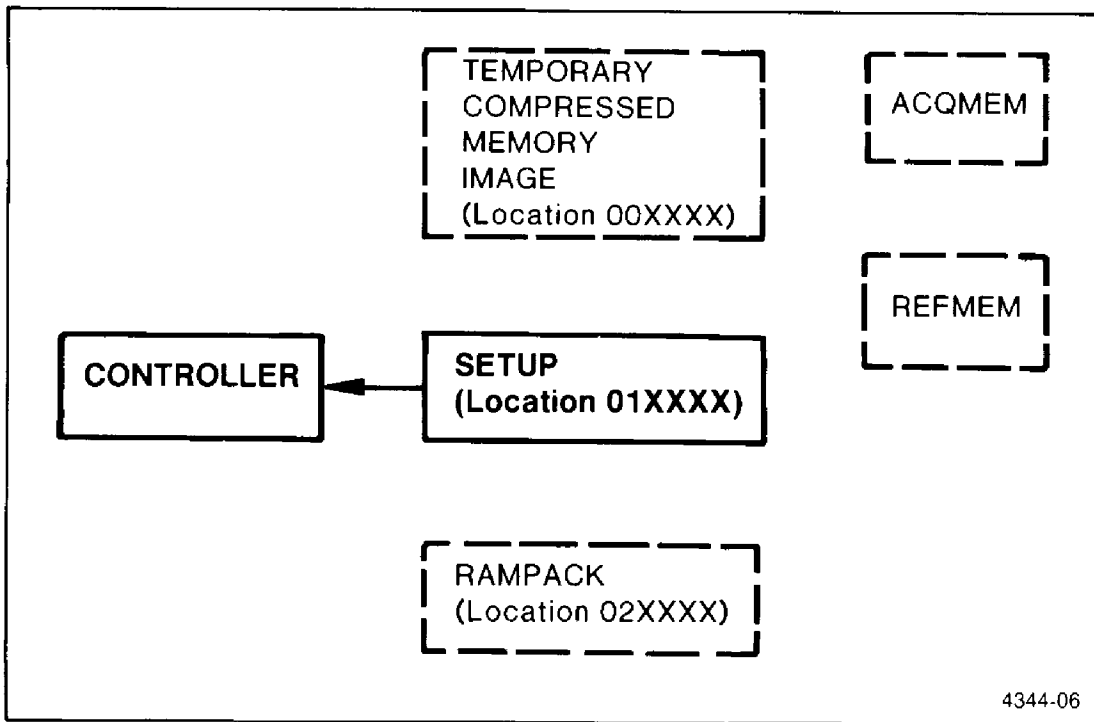 TEMPORARY
COMPRESSED
MEMORY
IMAGE
(Location 00XXXX)
ACQMEM
REFMEM
CONTROLLER
SETUP
(Location 01XXXX)
RAMPACK
(Location 02XXXX)
4344-06